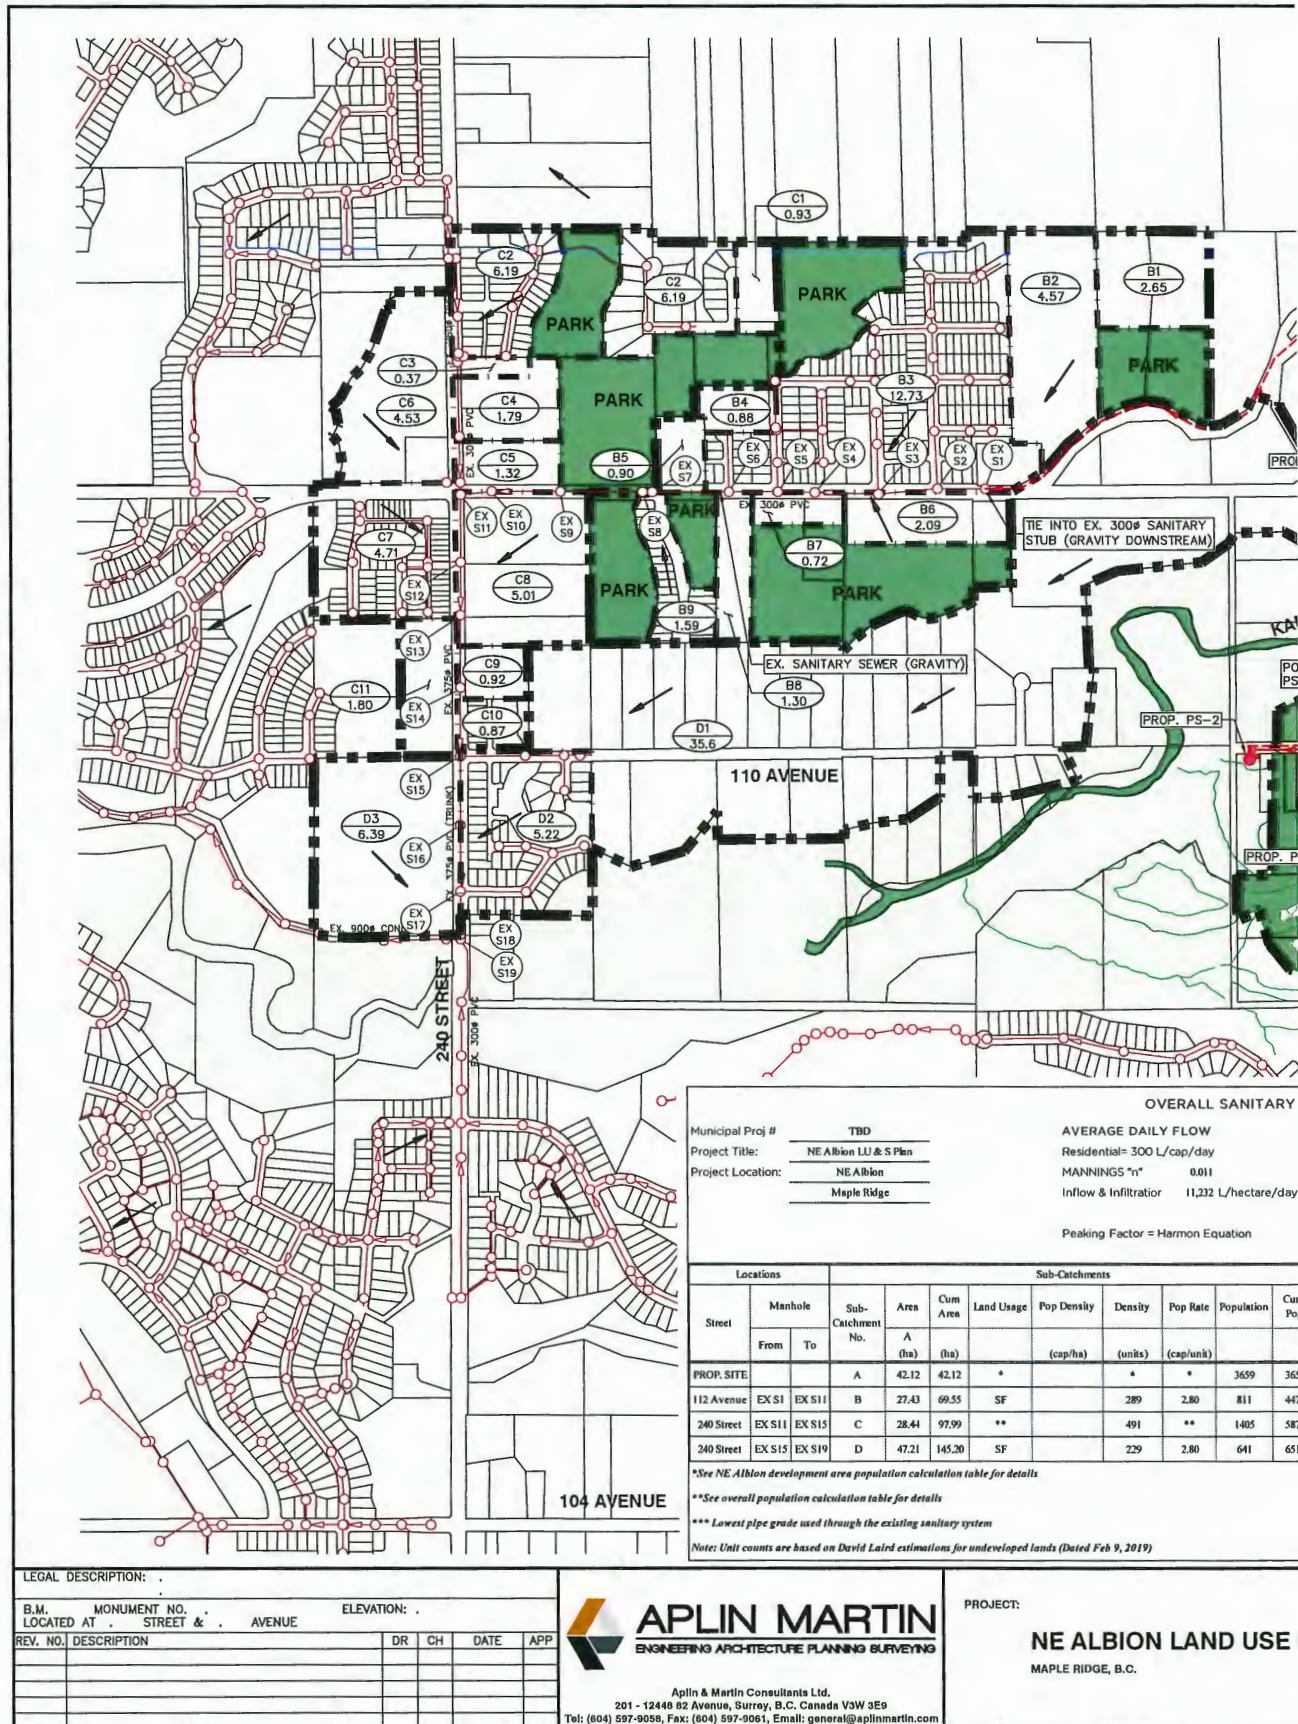 C1
0.93
C2
6.19
C2
6.19
PARK
PARK
B2
4.57
B1
2.65
PARK
C3
0.37
C6
4.53
C4
1.79
PARK
B4
0.88
B3
12.73
EX. 300ø PVC
C5
1.32
B5
0.90
EX
S7
EX
S6
EX
S5
EX
S4
EX
S3
EX
S2
EX
S1
EX
S11
EX
S10
EX
S9
EX
S8
PARK
EX. 300ø PVC
B6
2.09
TIE INTO EX. 300ø SANITARY
STUB (GRAVITY DOWNSTREAM)
C7
4.71
B7
0.72
EX
S12
C8
5.01
PARK
B9
1.59
PARK
EX
S13
EX. 375ø PVC
C9
0.92
EX. SANITARY SEWER (GRAVITY)
B8
1.30
C11
1.80
EX
S14
C10
0.87
D1
35.6
PROP. PS-2
110 AVENUE
EX
S15
EX. 375ø PVC (TRUNK)
D3
6.39
D2
5.22
EX
S16
EX
S17
EX. 900ø CON
EX
S18
EX
S19
240 STREET
EX. 300ø PVC
104 AVENUE
OVERALL SANITARY
Municipal Proj # TBD
Project Title: NE Albion LU & S Plan
Project Location: NE Albion
Maple Ridge
AVERAGE DAILY FLOW
Residential= 300 L/cap/day
MANNINGS "n" 0.011
Inflow & Infiltratior 11,232 L/hectare/day
Peaking Factor = Harmon Equation
Locations Sub-Catchments
Street Manhole From To Sub-Catchment No. Area A (ha) Cum Area (ha) Land Usage Pop Density (cap/ha) Density (units) Pop Rate (cap/unit) Population
PROP. SITE A 42.12 42.12 * * * 3659
112 Avenue EX S1 EX S11 B 27.43 69.55 SF 289 2.80 811
240 Street EX S11 EX S15 C 28.44 97.99 ** 491 ** 1405
240 Street EX S15 EX S19 D 47.21 145.20 SF 229 2.80 641
*See NE Albion development area population calculation table for details
**See overall population calculation table for details
*** Lowest pipe grade used through the existing sanitary system
Note: Unit counts are based on David Laird estimations for undeveloped lands (Dated Feb 9, 2019)
LEGAL DESCRIPTION: .
B.M. MONUMENT NO. . ELEVATION: .
LOCATED AT . STREET & . AVENUE
REV. NO. DESCRIPTION DR CH DATE APP
APLIN MARTIN
ENGINEERING ARCHITECTURE PLANNING SURVEYING
Aplin & Martin Consultants Ltd.
201 - 12448 82 Avenue, Surrey, B.C. Canada V3W 3E9
Tel: (604) 597-9058, Fax: (604) 597-9061, Email: general@aplinmartin.com
PROJECT:
NE ALBION LAND USE
MAPLE RIDGE, B.C.